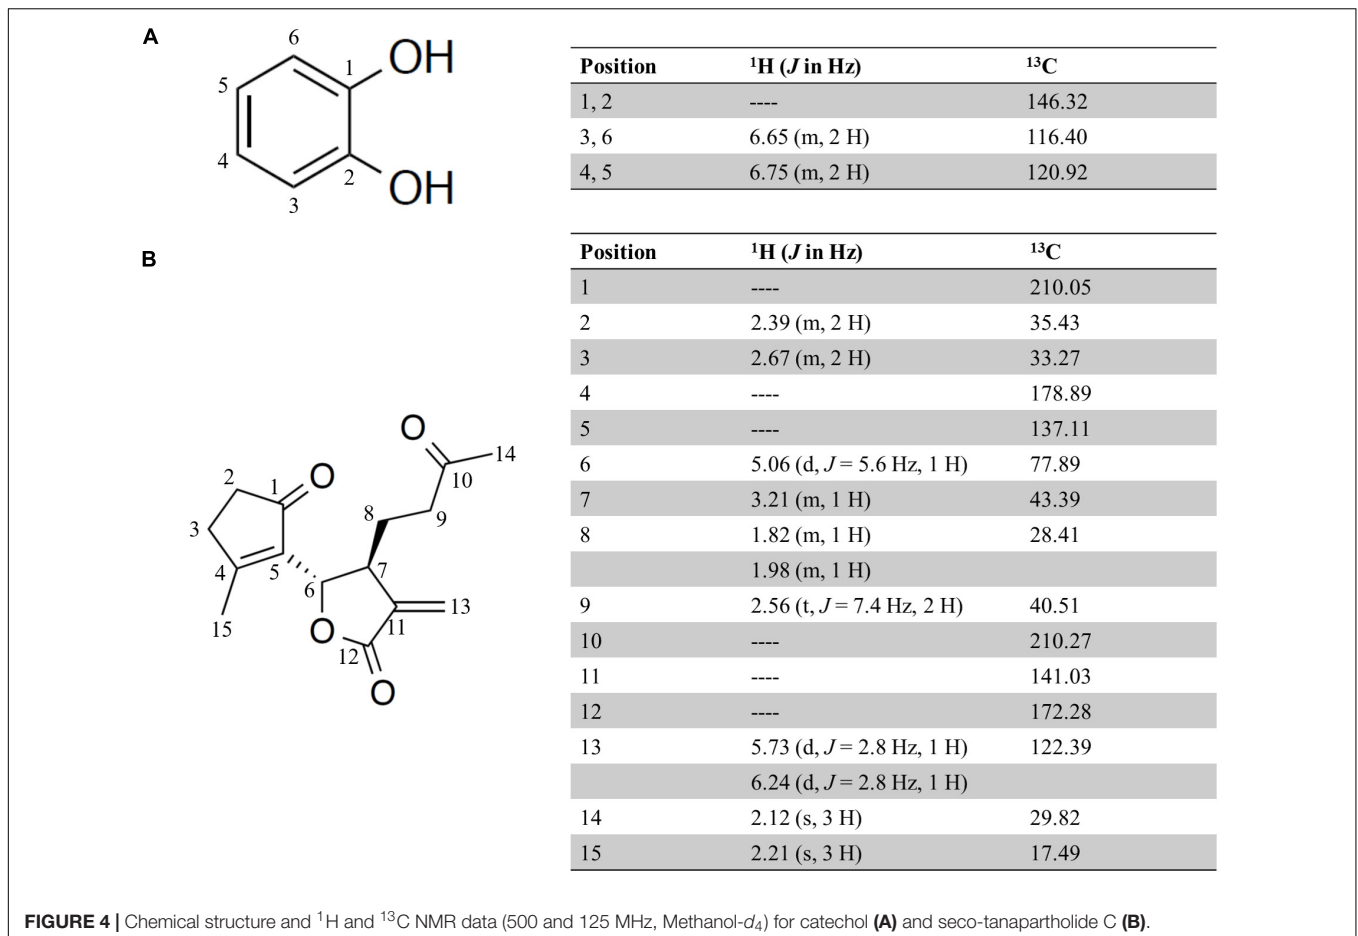 A
6
1
OH
5
4
2
OH
3
Position ¹H (J in Hz) ¹³C
1, 2 ---- 146.32
3, 6 6.65 (m, 2 H) 116.40
4, 5 6.75 (m, 2 H) 120.92
B
O
14
10
2
1
O
8
9
3
4
5
6
7
13
15
O
11
12
O
Position ¹H (J in Hz) ¹³C
1 ---- 210.05
2 2.39 (m, 2 H) 35.43
3 2.67 (m, 2 H) 33.27
4 ---- 178.89
5 ---- 137.11
6 5.06 (d, J = 5.6 Hz, 1 H) 77.89
7 3.21 (m, 1 H) 43.39
8 1.82 (m, 1 H) 28.41
1.98 (m, 1 H)
9 2.56 (t, J = 7.4 Hz, 2 H) 40.51
10 ---- 210.27
11 ---- 141.03
12 ---- 172.28
13 5.73 (d, J = 2.8 Hz, 1 H) 122.39
6.24 (d, J = 2.8 Hz, 1 H)
14 2.12 (s, 3 H) 29.82
15 2.21 (s, 3 H) 17.49
FIGURE 4 | Chemical structure and ¹H and ¹³C NMR data (500 and 125 MHz, Methanol-d₄) for catechol (A) and seco-tanapartholide C (B).